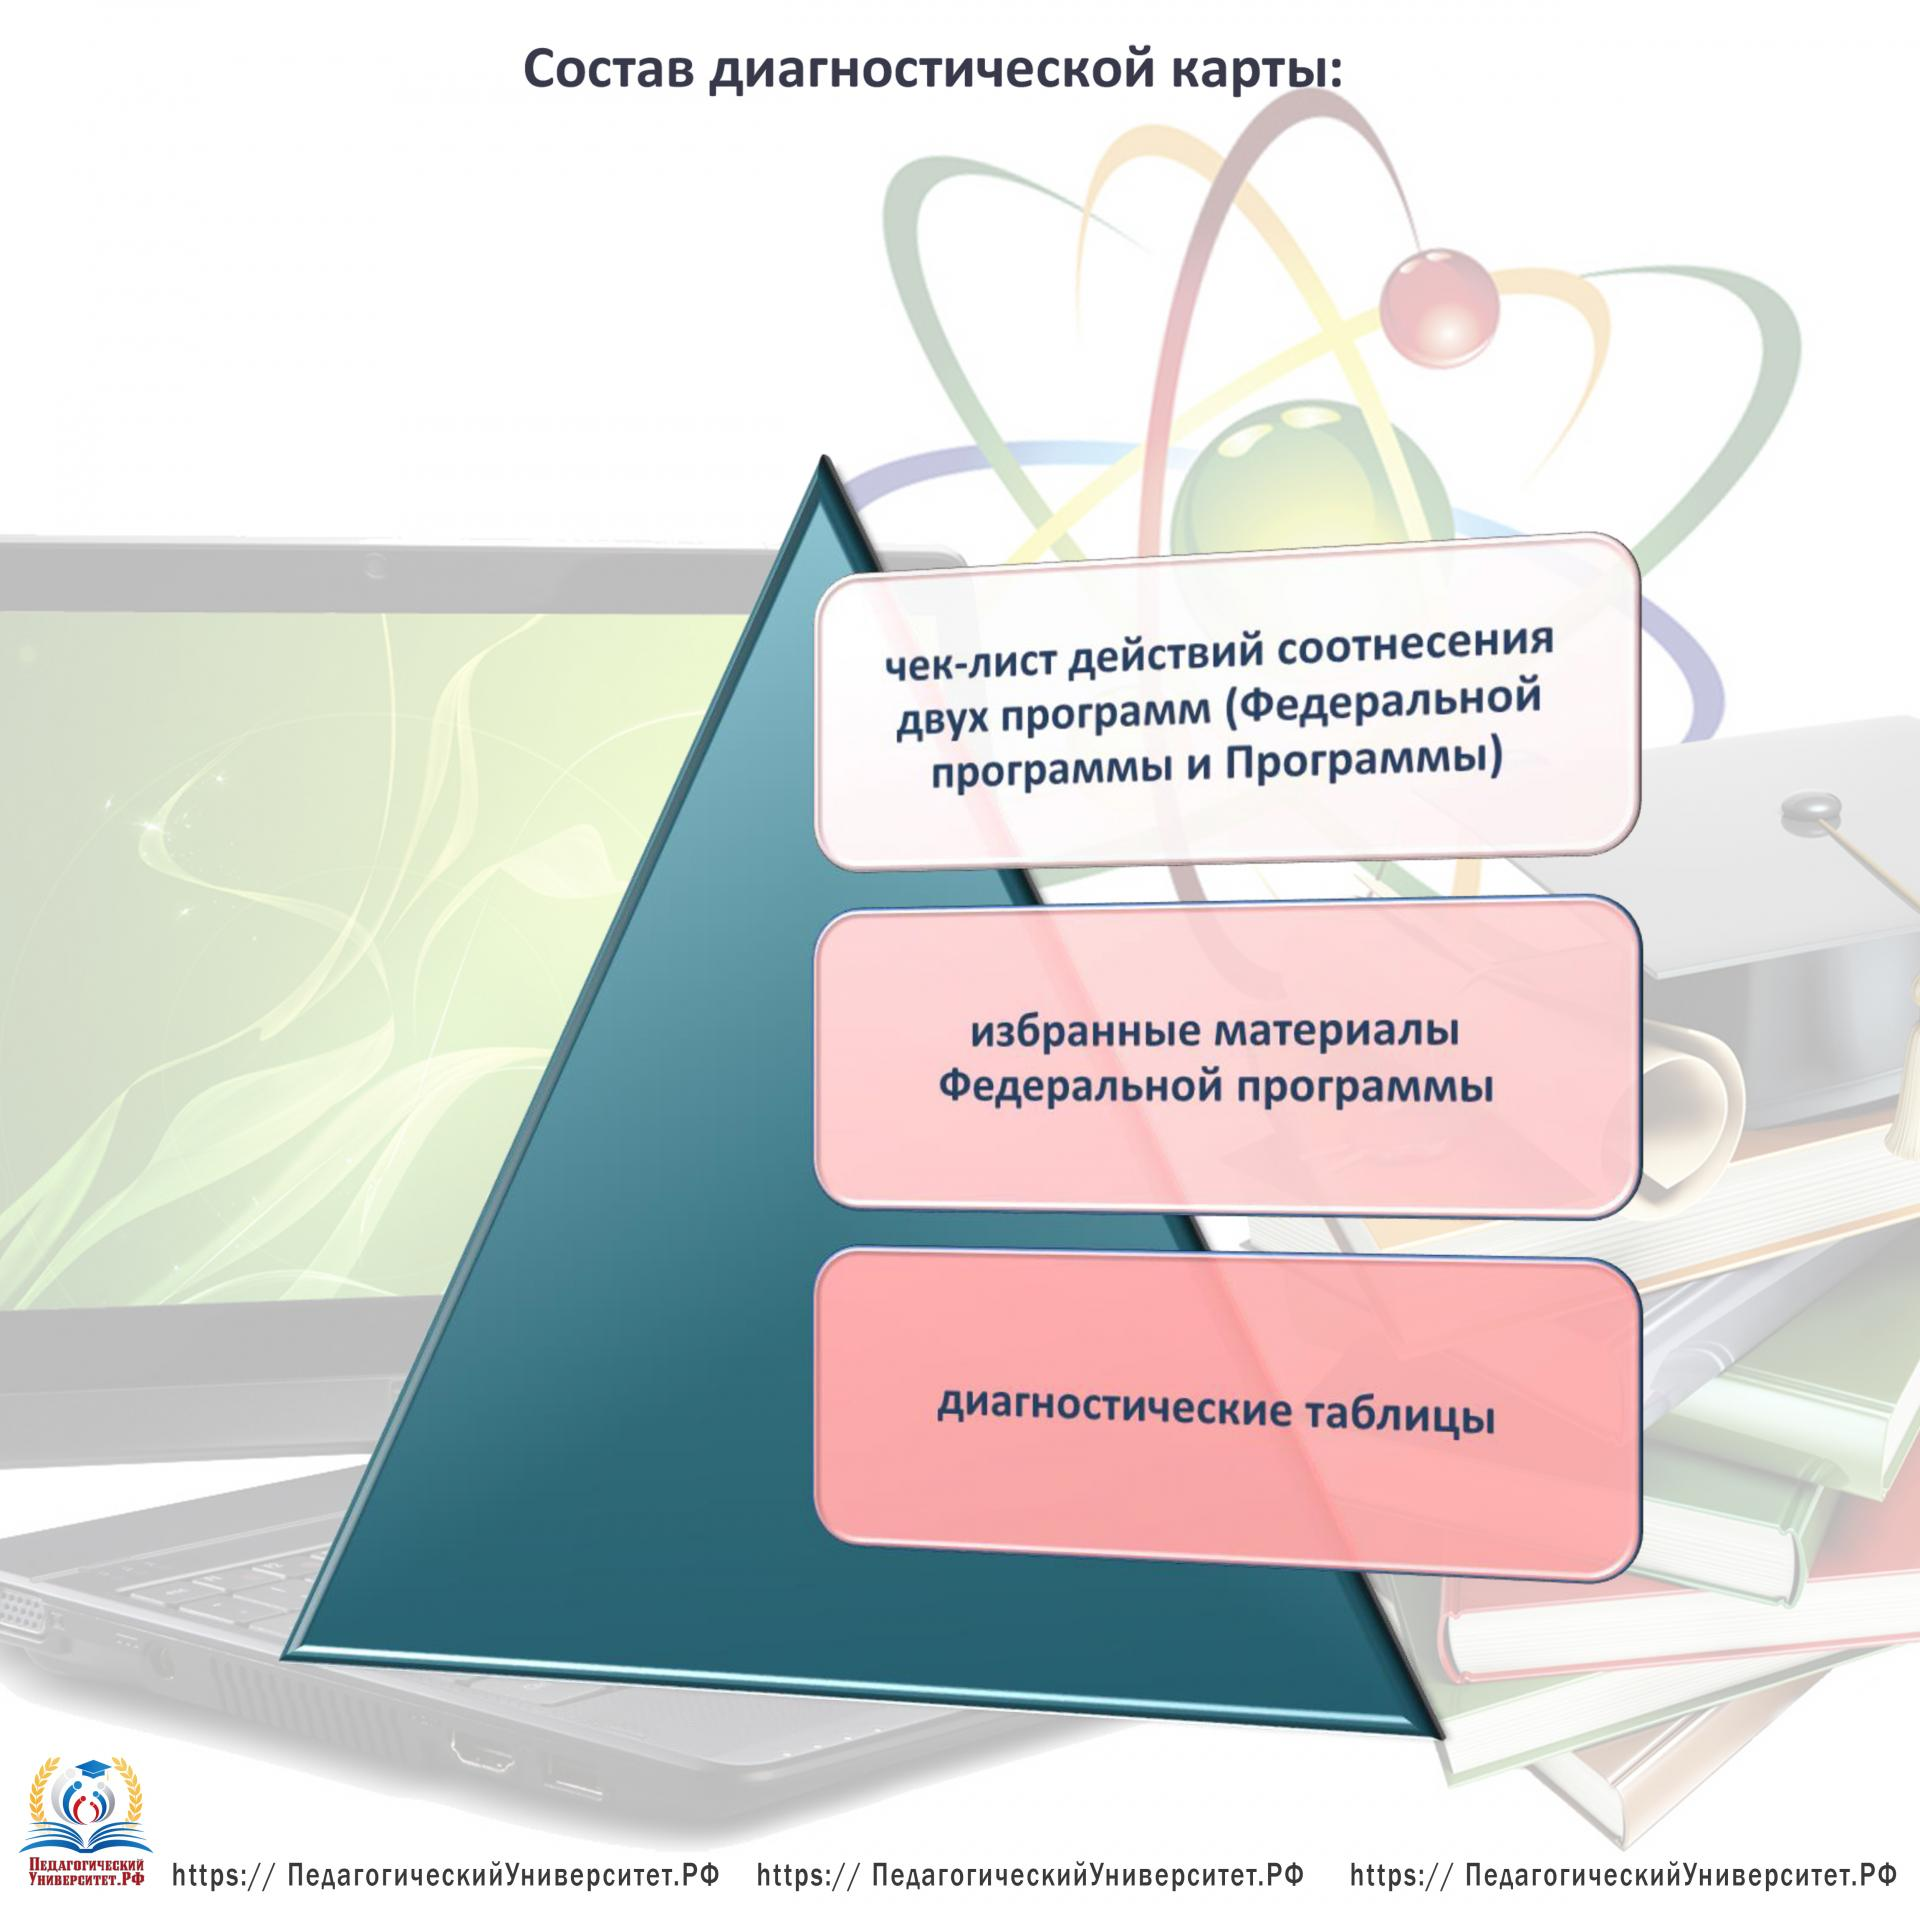 Состав диагностической карты:
чек-лист действий соотнесения
двух программ (Федеральной
программы и Программы)
избранные материалы
Федеральной программы
диагностические таблицы
Педагогический
Университет.РФ
https:// ПедагогическийУниверситет.РФ https:// ПедагогическийУниверситет.РФ https:// ПедагогическийУниверситет.РФ